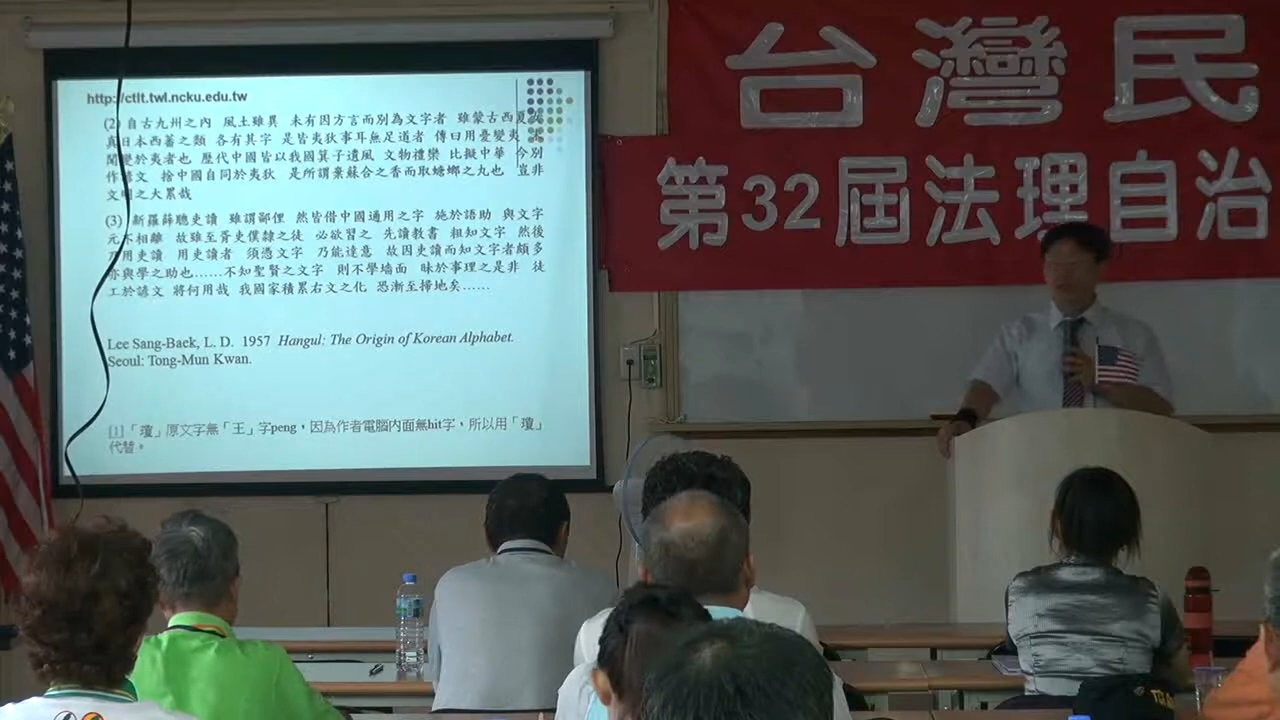 http://ctlt.twl.ncku.edu.tw
(2) 自古九州之內 風土雖異 未有因方言而別為文字者 雖蒙古西夏女
真日本西蕃之類 各有其字 是皆夷狄事耳無足道者 傳曰用夏變夷 未
聞變於夷者也 歷代中國皆以我國箕子遺風 文物禮樂 比擬中華 今別
作諺文 捨中國自同於夷狄 是所謂棄蘇合之香而取螗螂之丸也 豈非
文明之大累哉
(3) 新羅薛聰吏讀 雖謂鄙俚 然皆借中國通用之字 施於語助 與文字
元不相離 故雖至胥吏僕隸之徒 必欲習之 先讀數書 粗知文字 然後
乃用吏讀 用吏讀者 須憑文字 乃能達意 故因吏讀而知文字者頗多
亦興學之助也……不知聖賢之文字 則不學墻面 昧於事理之是非 徒
工於諺文 將何用哉 我國家積累右文之化 恐漸至掃地矣……
Lee Sang-Baek, L. D. 1957 Hangul: The Origin of Korean Alphabet.
Seoul: Tong-Mun Kwan.
[1]「瓊」原文字無「王」字peng，因為作者電腦內面無hit字，所以用「瓊」
代替。
台灣民
第32屆法理自治